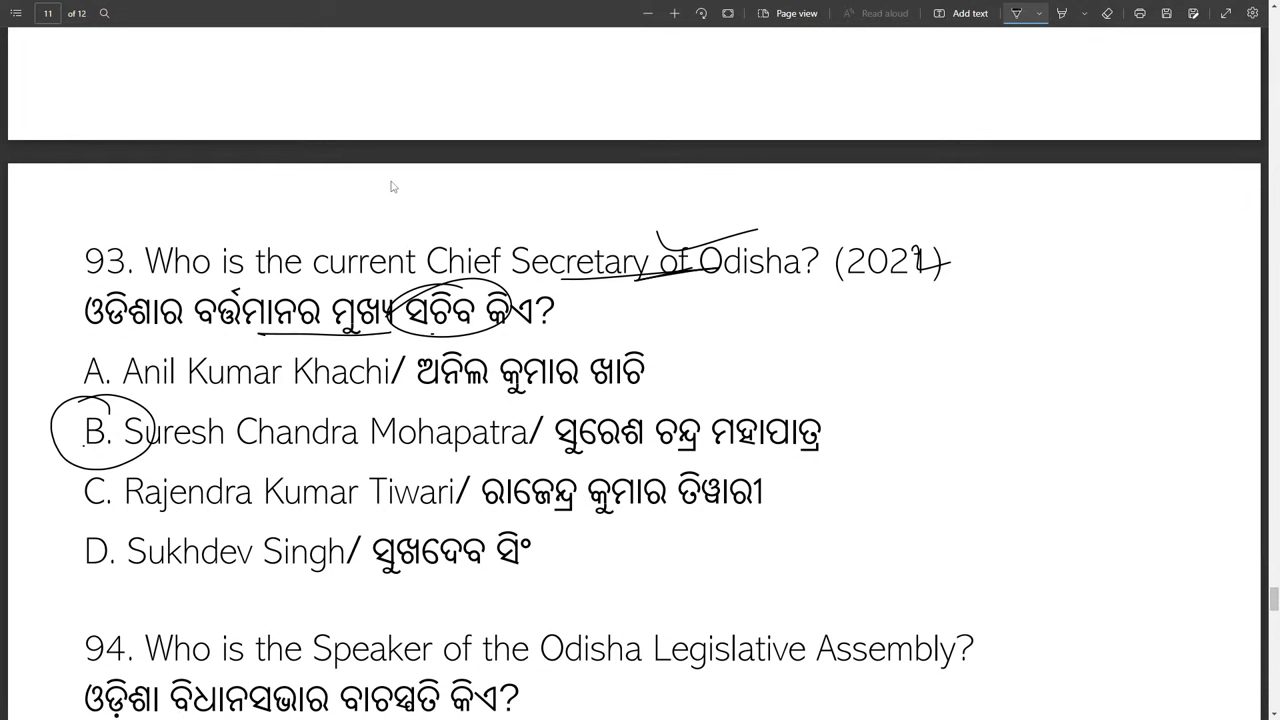 11 of 12 Page view Read aloud Add text
93. Who is the current Chief Secretary of Odisha? (2021)
ଓଡିଶାର ବର୍ତ୍ତମାନର ମୁଖ୍ୟ ସଚିବ କିଏ?
A. Anil Kumar Khachi/ ଅନିଲ କୁମାର ଖାଚି
B. Suresh Chandra Mohapatra/ ସୁରେଶ ଚନ୍ଦ୍ର ମହାପାତ୍ର
C. Rajendra Kumar Tiwari/ ରାଜେନ୍ଦ୍ର କୁମାର ତିୱାରୀ
D. Sukhdev Singh/ ସୁଖଦେବ ସିଂ
94. Who is the Speaker of the Odisha Legislative Assembly?
ଓଡ଼ିଶା ବିଧାନସଭାର ବାଚସ୍ପତି କିଏ?